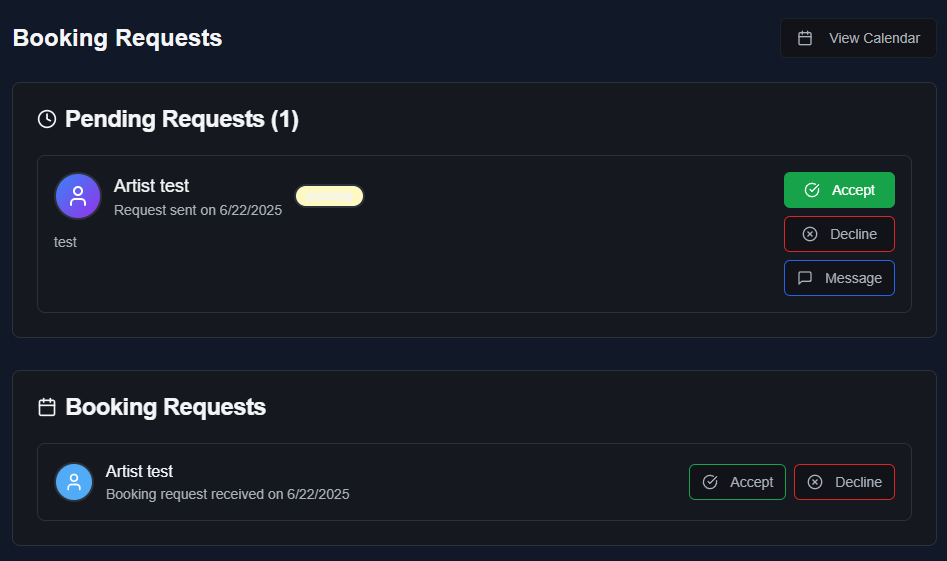 Booking Requests
View Calendar
Pending Requests (1)
Artist test
Request sent on 6/22/2025
Accept
test
Decline
Message
Booking Requests
Artist test
Booking request received on 6/22/2025
Accept
Decline